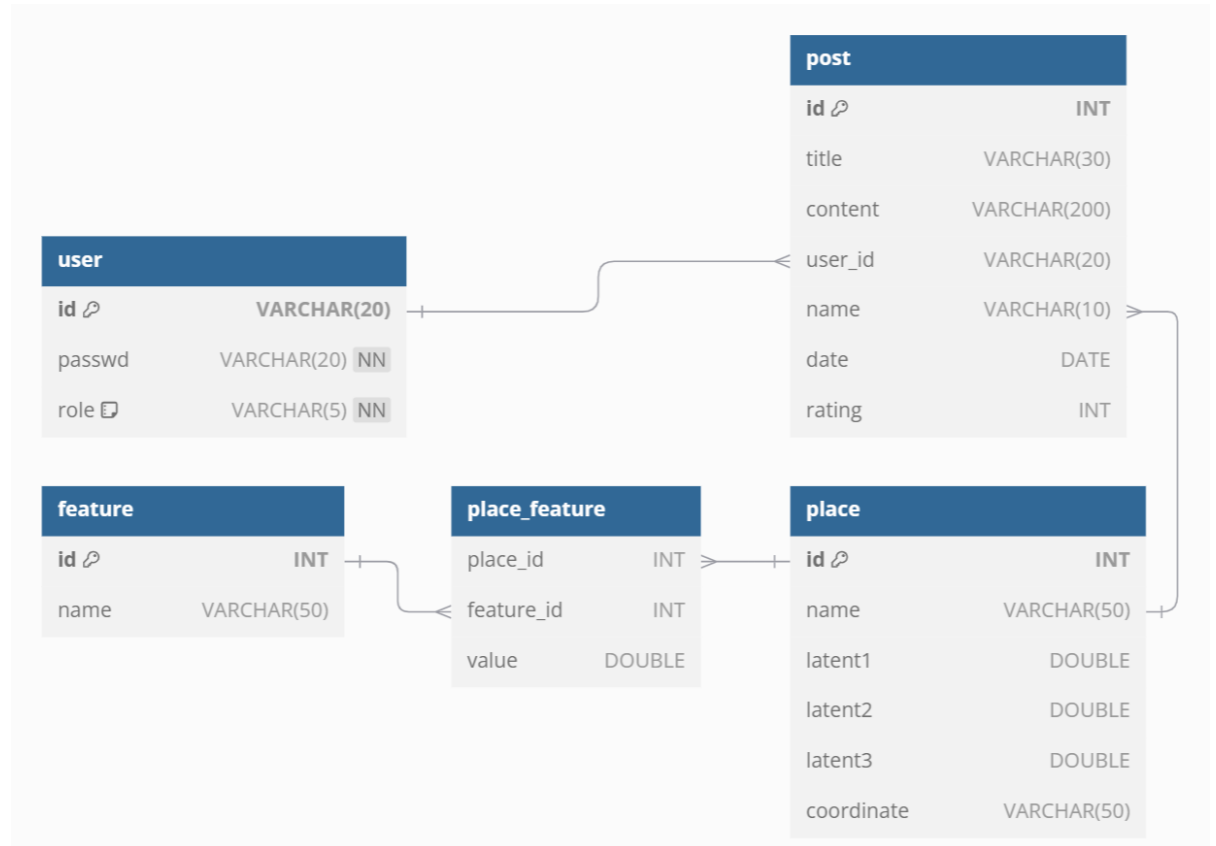 post
id INT
title VARCHAR(30)
content VARCHAR(200)
user_id VARCHAR(20)
name VARCHAR(10)
date DATE
rating INT
user
id VARCHAR(20)
passwd VARCHAR(20) NN
role VARCHAR(5) NN
feature
id INT
name VARCHAR(50)
place_feature
place_id INT
feature_id INT
value DOUBLE
place
id INT
name VARCHAR(50)
latent1 DOUBLE
latent2 DOUBLE
latent3 DOUBLE
coordinate VARCHAR(50)